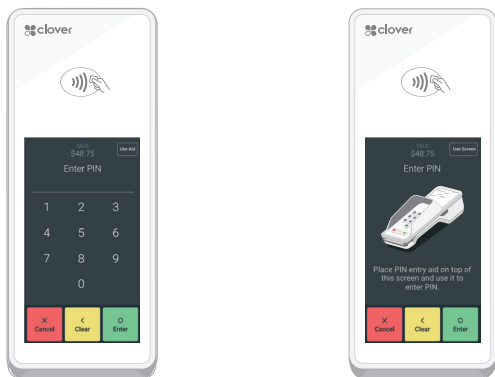 clover
SALE
$48.75
Use Aid
Enter PIN
1 2 3
4 5 6
7 8 9
0
X
Cancel
<
Clear
O
Enter
clover
SALE
$48.75
Use Screen
Enter PIN
Place PIN entry aid on top of
this screen and use it to
enter PIN.
X
Cancel
<
Clear
O
Enter